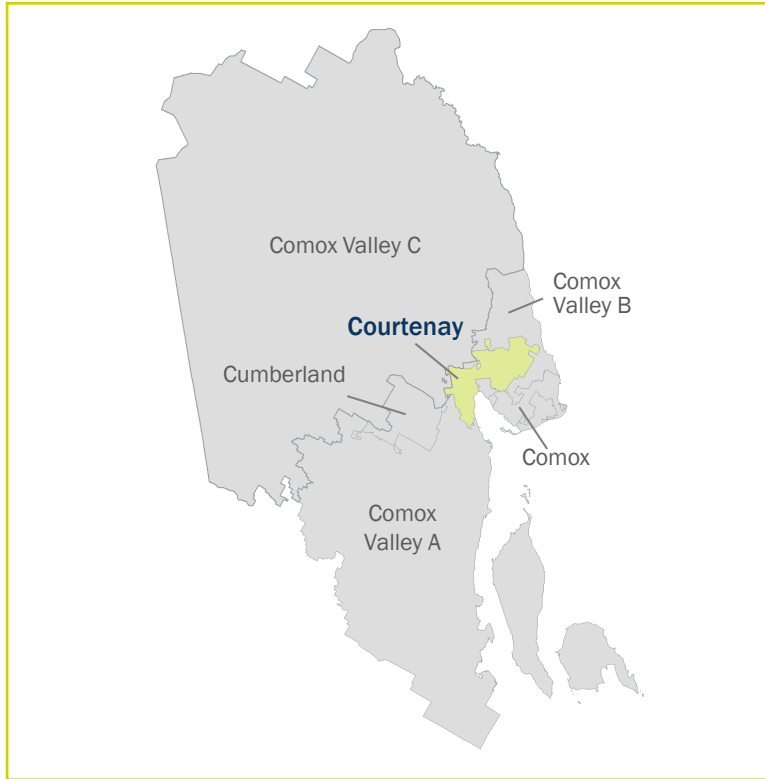 Comox Valley C
Comox
Valley B
Courtenay
Cumberland
Comox
Comox
Valley A